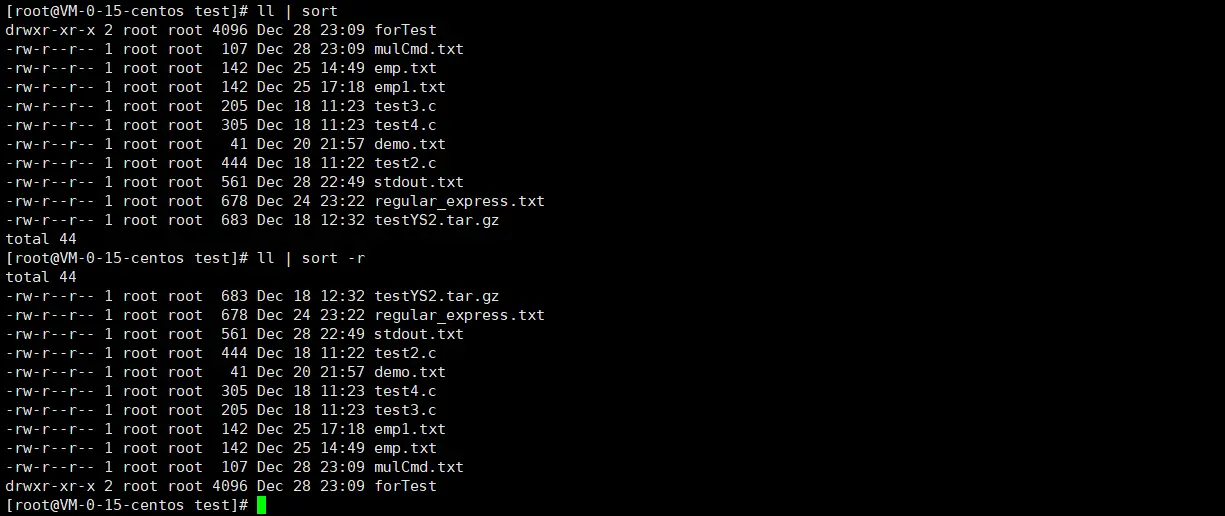 [root@VM-0-15-centos test]# ll | sort
drwxr-xr-x 2 root root 4096 Dec 28 23:09 forTest
-rw-r--r-- 1 root root  107 Dec 28 23:09 mulCmd.txt
-rw-r--r-- 1 root root  142 Dec 25 14:49 emp.txt
-rw-r--r-- 1 root root  142 Dec 25 17:18 emp1.txt
-rw-r--r-- 1 root root  205 Dec 18 11:23 test3.c
-rw-r--r-- 1 root root  305 Dec 18 11:23 test4.c
-rw-r--r-- 1 root root   41 Dec 20 21:57 demo.txt
-rw-r--r-- 1 root root  444 Dec 18 11:22 test2.c
-rw-r--r-- 1 root root  561 Dec 28 22:49 stdout.txt
-rw-r--r-- 1 root root  678 Dec 24 23:22 regular_express.txt
-rw-r--r-- 1 root root  683 Dec 18 12:32 testYS2.tar.gz
total 44
[root@VM-0-15-centos test]# ll | sort -r
total 44
-rw-r--r-- 1 root root  683 Dec 18 12:32 testYS2.tar.gz
-rw-r--r-- 1 root root  678 Dec 24 23:22 regular_express.txt
-rw-r--r-- 1 root root  561 Dec 28 22:49 stdout.txt
-rw-r--r-- 1 root root  444 Dec 18 11:22 test2.c
-rw-r--r-- 1 root root   41 Dec 20 21:57 demo.txt
-rw-r--r-- 1 root root  305 Dec 18 11:23 test4.c
-rw-r--r-- 1 root root  205 Dec 18 11:23 test3.c
-rw-r--r-- 1 root root  142 Dec 25 17:18 emp1.txt
-rw-r--r-- 1 root root  142 Dec 25 14:49 emp.txt
-rw-r--r-- 1 root root  107 Dec 28 23:09 mulCmd.txt
drwxr-xr-x 2 root root 4096 Dec 28 23:09 forTest
[root@VM-0-15-centos test]#